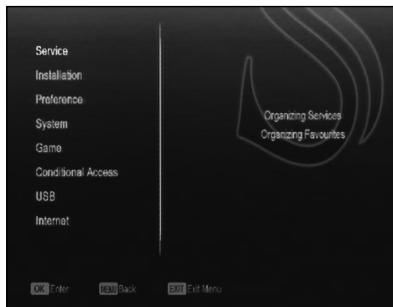 Service
Installation
Preference
System
Game
Conditional Access
USB
Internet
Organizing Services
Organizing Favourites
OK Enter MENU Back EXIT Exit Menu